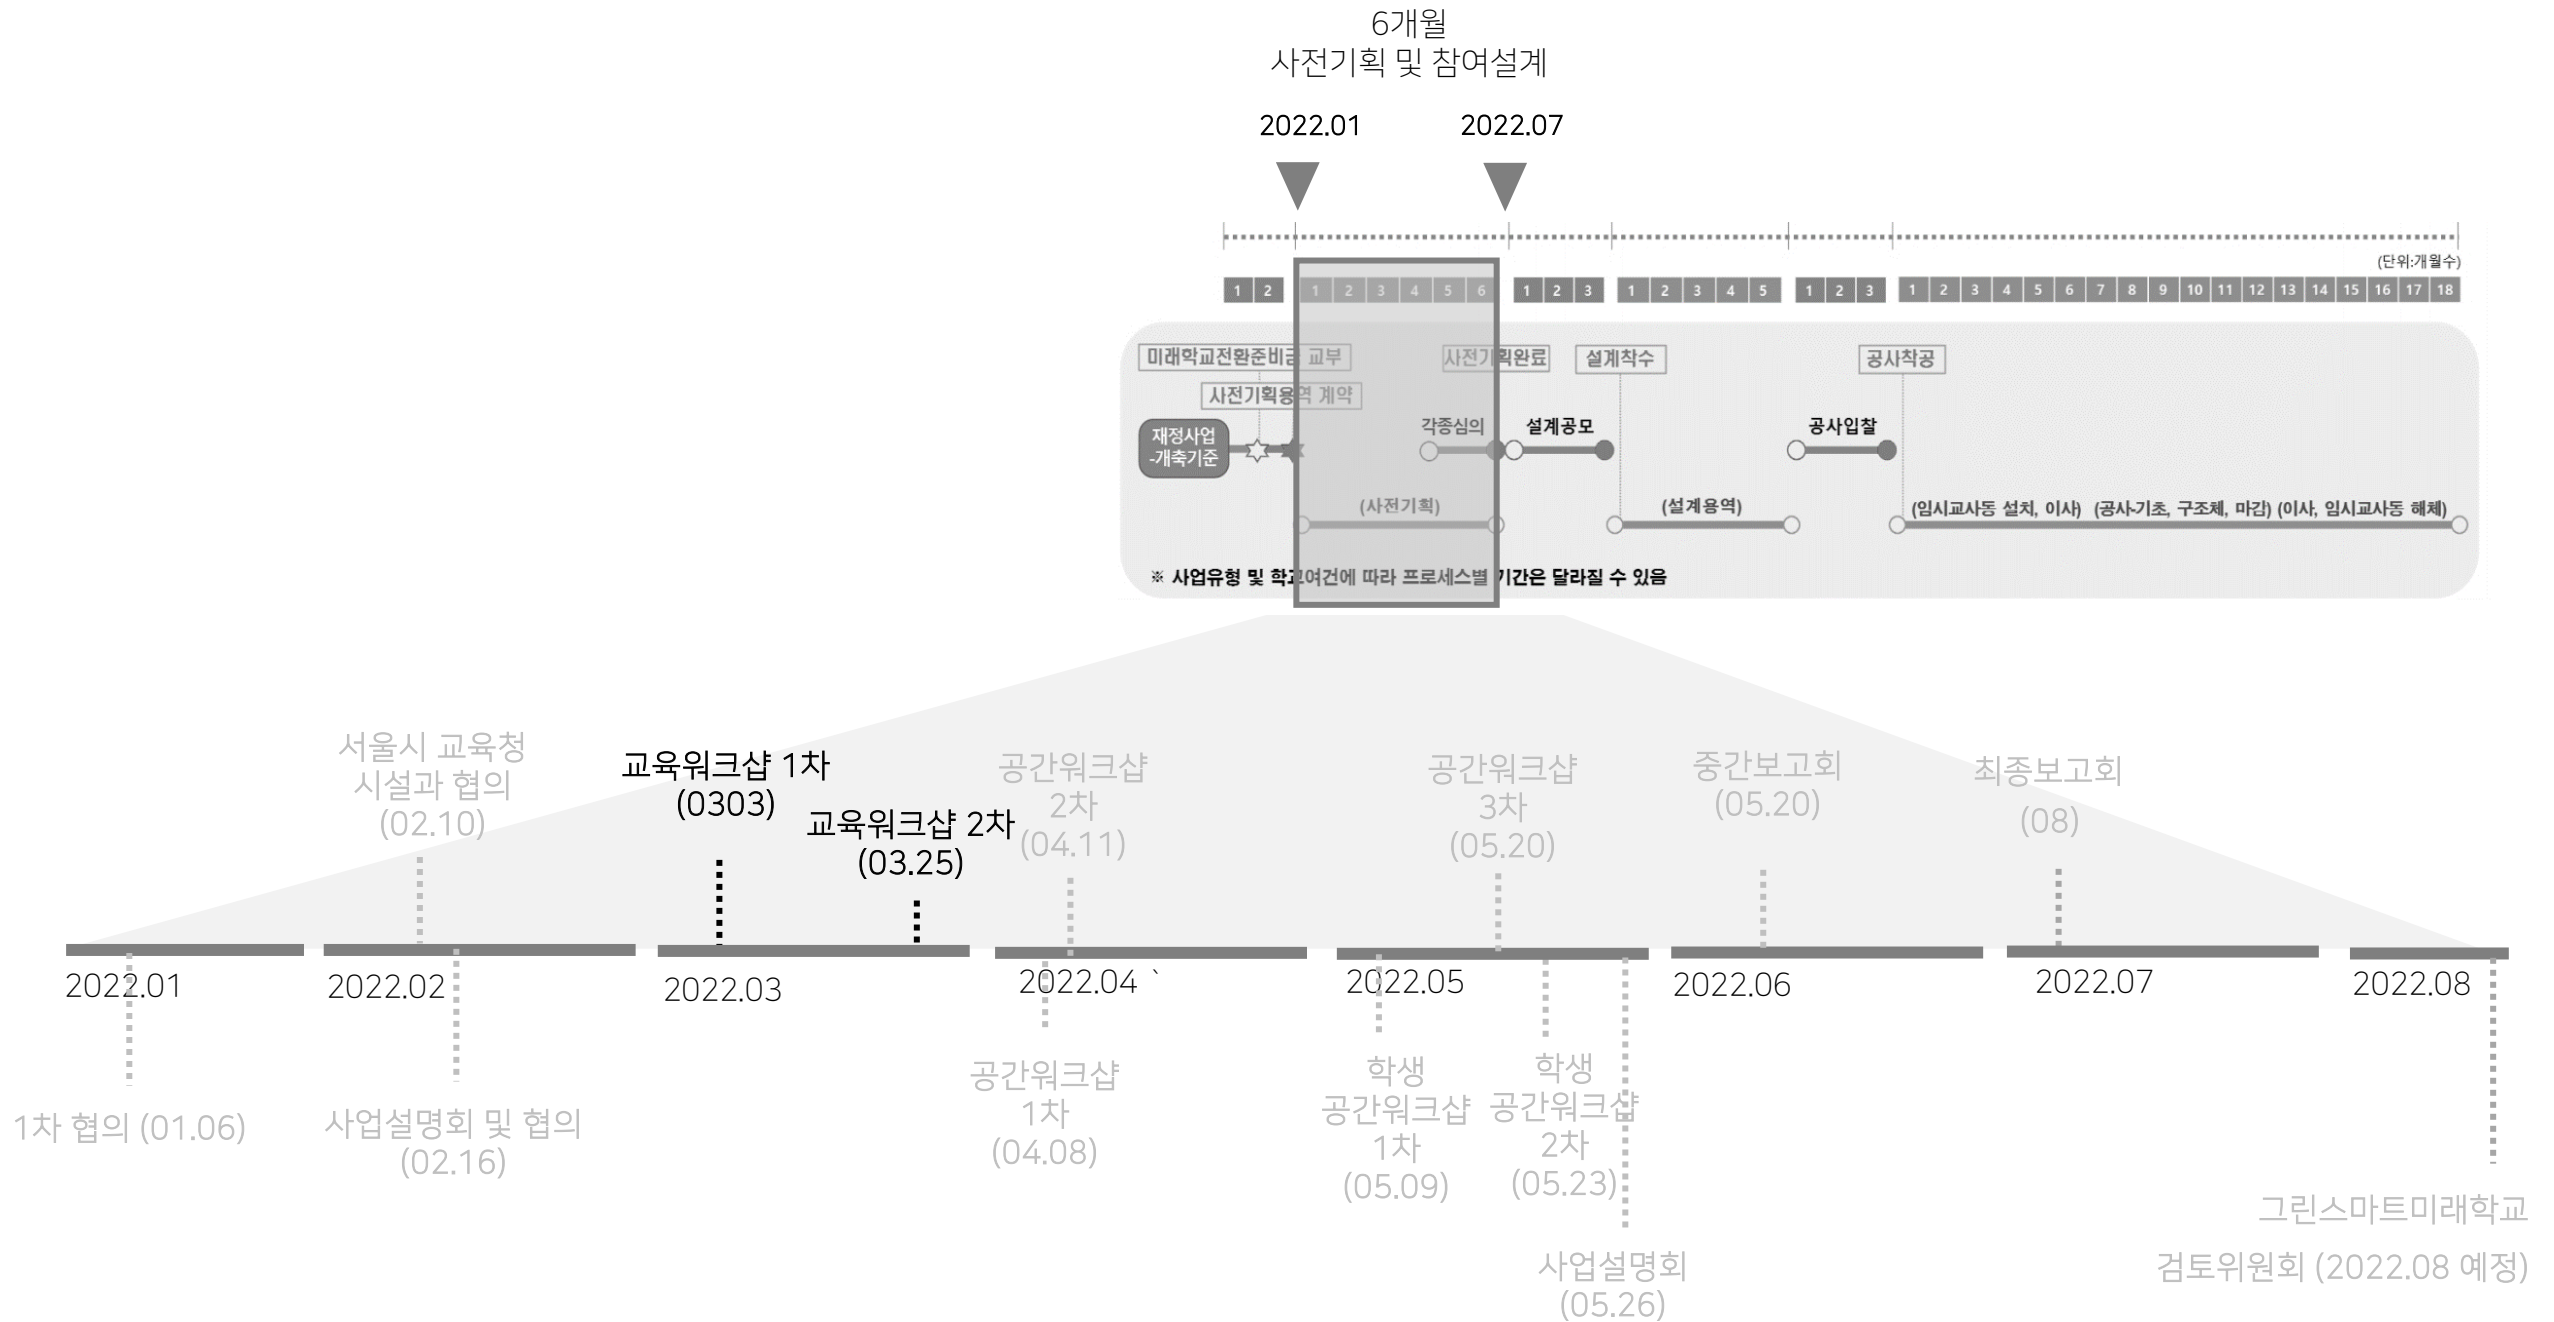 6개월
사전기획 및 참여설계
2022.01 2022.07
(단위:개월수)
1 2 1 2 3 4 5 6 1 2 3 1 2 3 4 5 1 2 3 1 2 3 4 5 6 7 8 9 10 11 12 13 14 15 16 17 18
미래학교전환준비금 교부 사전기획완료 설계착수 공사착공
사전기획용역 계약
재정사업
-개축기준
각종심의 설계공모 공사입찰
(사전기획) (설계용역) (임시교사동 설치, 이사) (공사-기초, 구조체, 마감) (이사, 임시교사동 해체)
※ 사업유형 및 학교여건에 따라 프로세스별 기간은 달라질 수 있음
서울시 교육청
시설과 협의
(02.10)
교육워크샵 1차
(0303)
교육워크샵 2차
(03.25)
공간워크샵
2차
(04.11)
공간워크샵
3차
(05.20)
중간보고회
(05.20)
최종보고회
(08)
2022.01 2022.02 2022.03 2022.04 ` 2022.05 2022.06 2022.07 2022.08
1차 협의 (01.06)
사업설명회 및 협의
(02.16)
공간워크샵
1차
(04.08)
학생
공간워크샵
1차
(05.09)
학생
공간워크샵
2차
(05.23)
사업설명회
(05.26)
그린스마트미래학교
검토위원회 (2022.08 예정)